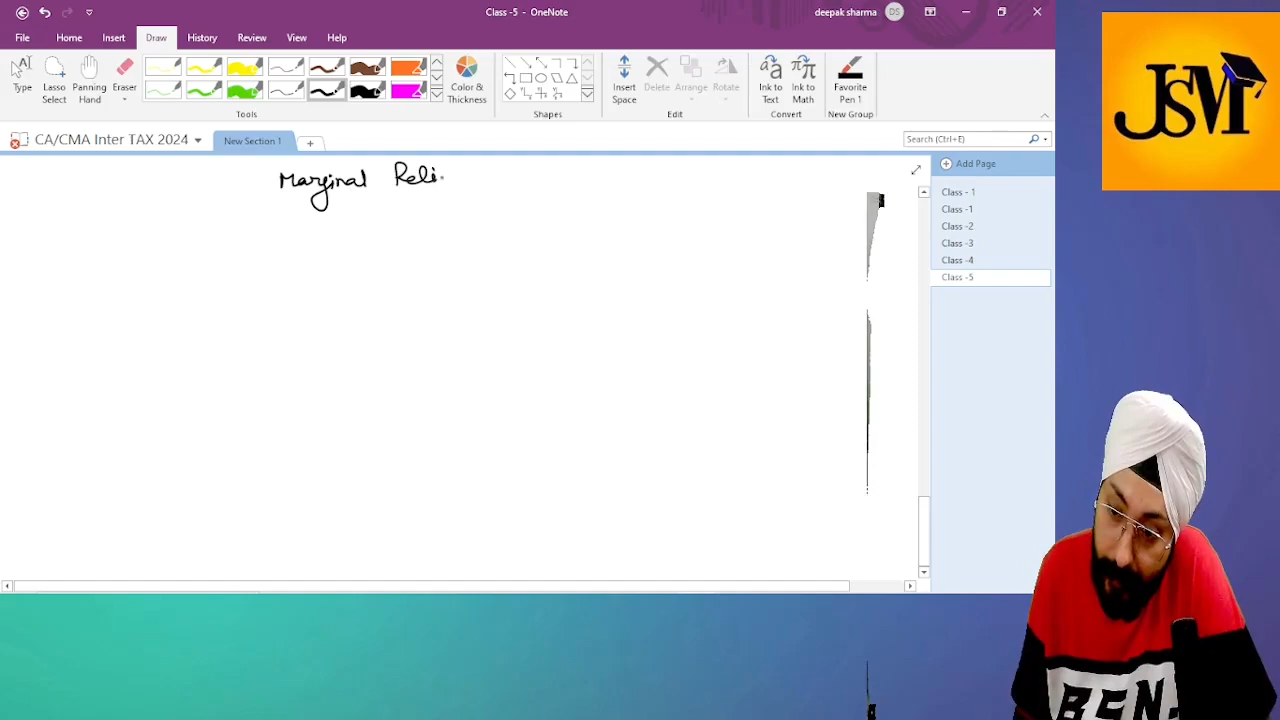 Class -5 - OneNote
deepak sharma
DS
File Home Insert Draw History Review View Help
Type
Lasso Select
Panning Hand
Eraser
Color & Thickness
Insert Space
Delete
Arrange
Rotate
Ink to Text
Ink to Math
Favorite Pen 1
Tools
Shapes
Edit
Convert
New Group
CA/CMA Inter TAX 2024
New Section 1
Search (Ctrl+E)
Marginal Reli
Add Page
Class - 1
Class -1
Class -2
Class -3
Class -4
Class -5
JSM
BEN.